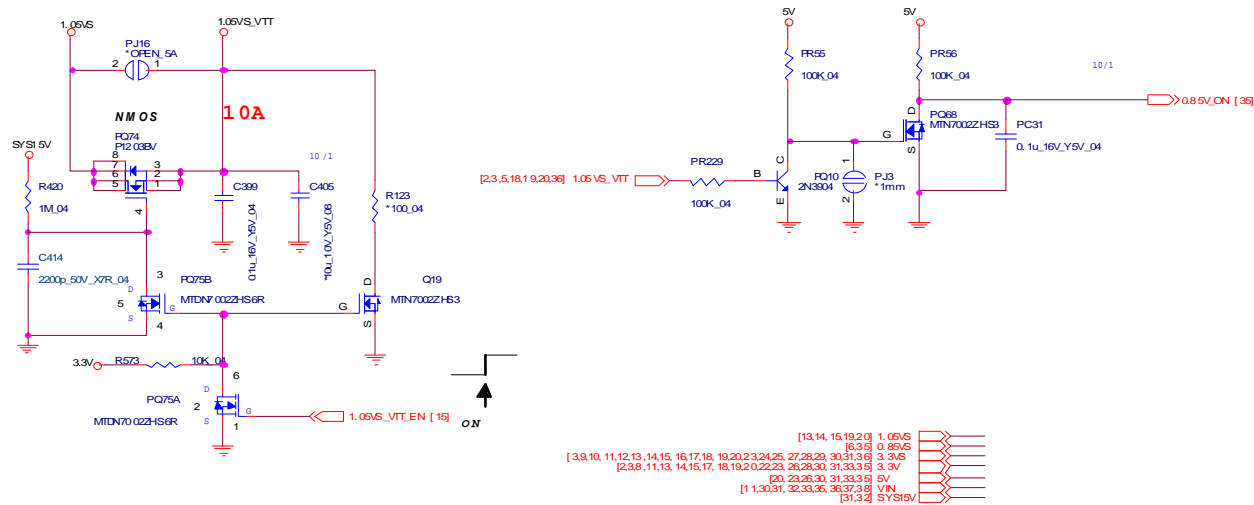 1.05VS
1.05VS_VTT
PJ16
*OPEN_5A
2
1
NMOS
10A
PQ74
P1203BV
8
7
6
5
3
2
1
4
SYS15V
R420
1M_04
10/1
C399
0.1u_16V_Y5V_04
C405
*10u_10V_Y5V_08
R123
*100_04
C414
2200p_50V_X7R_04
PQ75B
MTDN7002ZHS6R
3
D
5
G
S
4
Q19
MTN7002ZHS3
D
G
S
3.3V
R573
10K_04
6
PQ75A
MTDN7002ZHS6R
D
2
G
S
1
1.05VS_VTT_EN [15]
ON
5V
PR55
100K_04
5V
PR56
100K_04
10/1
0.85V_ON [35]
D
PQ68
MTN7002ZHS3
G
S
PC31
0.1u_16V_Y5V_04
[2,3,5,18,19,20,36] 1.05VS_VTT
PR229
100K_04
B
C
E
PQ10
2N3904
1
PJ3
*1mm
2
[13,14,15,19,20] 1.05VS
[6,35] 0.85VS
[3,9,10,11,12,13,14,15,16,17,18,19,20,23,24,25,27,28,29,30,31,36] 3.3VS
[2,3,8,11,13,14,15,17,18,19,20,22,23,26,28,30,31,33,35] 3.3V
[20,23,26,30,31,33,35] 5V
[11,30,31,32,33,35,36,37,38] VIN
[31,32] SYS15V